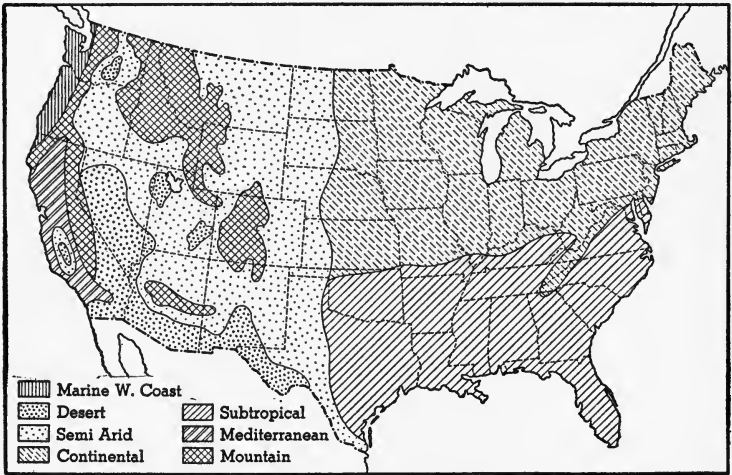 Marine W. Coast
Desert
Semi Arid
Continental
Subtropical
Mediterranean
Mountain